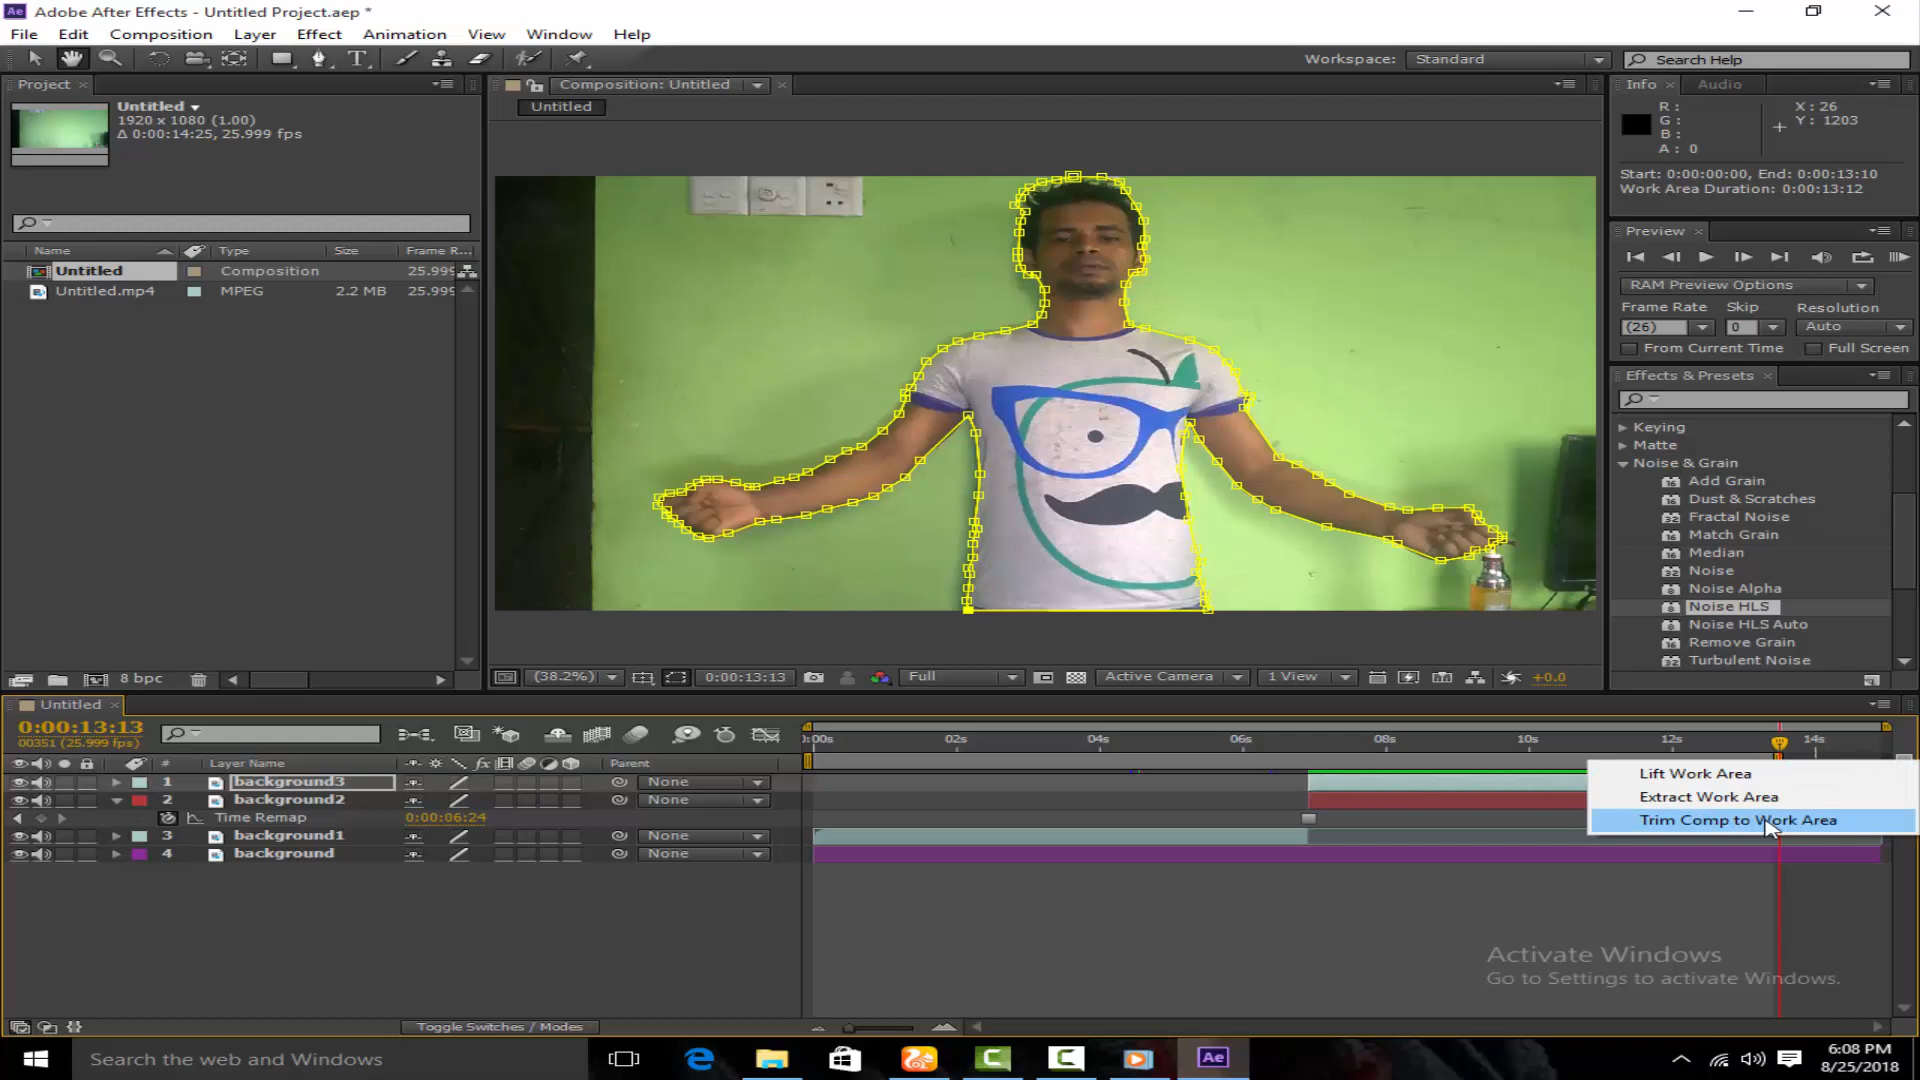 Ae Adobe After Effects - Untitled Project.aep *
File Edit Composition Layer Effect Animation View Window Help
T Workspace: Standard Search Help
Project
Untitled
1920 x 1080 (1.00)
Δ 0:00:14:25, 25.999 fps
Name Type Size Frame R...
Untitled Composition 25.999
Untitled.mp4 MPEG 2.2 MB 25.999
8 bpc
Composition: Untitled
Untitled
(38.2%) 0:00:13:13 Full Active Camera 1 View +0.0
Info Audio
R : X : 26
G : Y : 1203
B :
A : 0
Start: 0:00:00:00, End: 0:00:13:10
Work Area Duration: 0:00:13:12
Preview
RAM Preview Options
Frame Rate Skip Resolution
(26) 0 Auto
From Current Time Full Screen
Effects & Presets
Keying
Matte
Noise & Grain
Add Grain
Dust & Scratches
Fractal Noise
Match Grain
Median
Noise
Noise Alpha
Noise HLS
Noise HLS Auto
Remove Grain
Turbulent Noise
Untitled
0:00:13:13
00351 (25.999 fps)
0:00s 02s 04s 06s 08s 10s 12s 14s
# Layer Name fx Parent
1 background3 None
2 background2 None
Time Remap 0:00:06:24
3 background1 None
4 background None
Lift Work Area
Extract Work Area
Trim Comp to Work Area
Activate Windows
Go to Settings to activate Windows.
Toggle Switches / Modes
Search the web and Windows
Ae
6:08 PM
8/25/2018